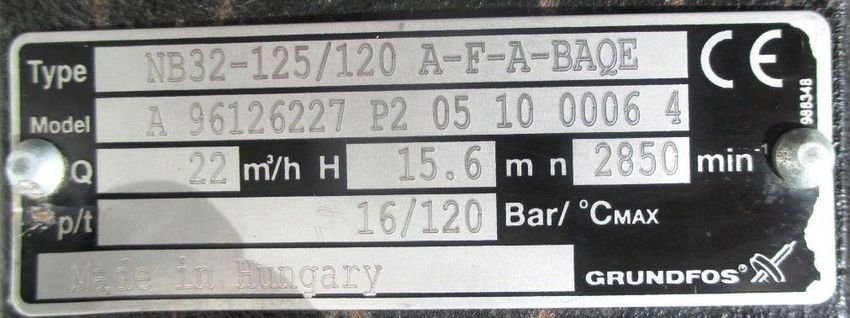 Type NB32-125/120 A-F-A-BAQE CE
Model A 96126227 P2 05 10 0006 4
Q 22 m³/h H 15.6 m n 2850 min⁻¹
p/t 16/120 Bar/ °CMAX
Made in Hungary
GRUNDFOS
988348